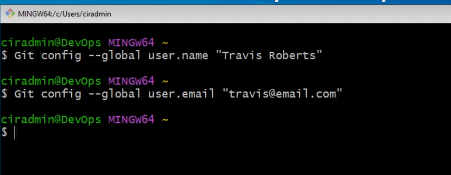 MINGW64:/c/Users/ciradmin
ciradmin@DevOps MINGW64 ~
$ Git config --global user.name "Travis Roberts"
ciradmin@DevOps MINGW64 ~
$ Git config --global user.email "travis@email.com"
ciradmin@DevOps MINGW64 ~
$